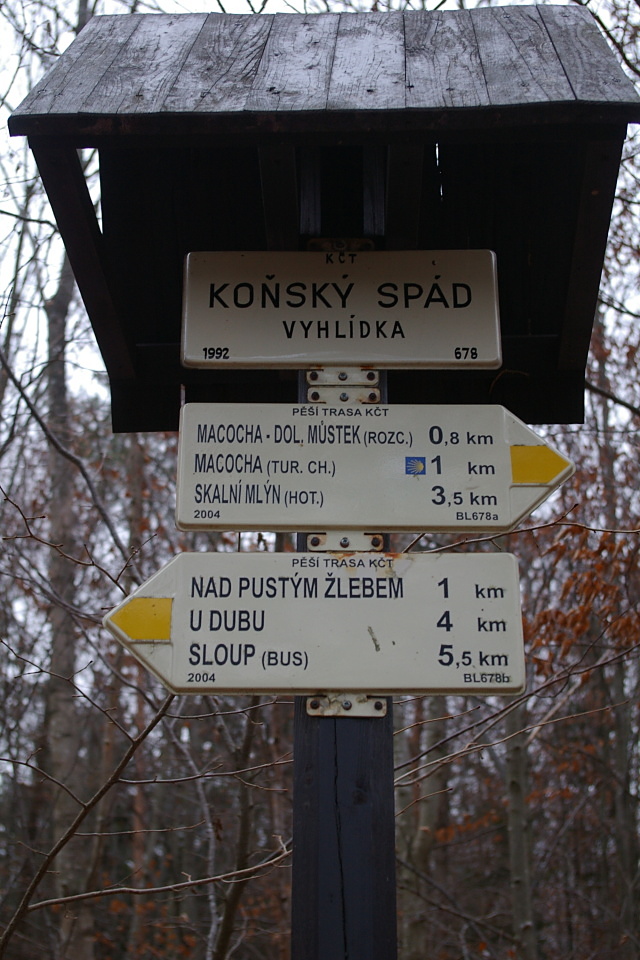 KČT
KOŇSKÝ SPÁD
VYHLÍDKA
1992 678
PĚŠÍ TRASA KČT
MACOCHA - DOL. MŮSTEK (ROZC.) 0,8 km
MACOCHA (TUR. CH.) 1 km
SKALNÍ MLÝN (HOT.) 3,5 km
2004 BL678a
PĚŠÍ TRASA KČT
NAD PUSTÝM ŽLEBEM 1 km
U DUBU 4 km
SLOUP (BUS) 5,5 km
2004 BL678b